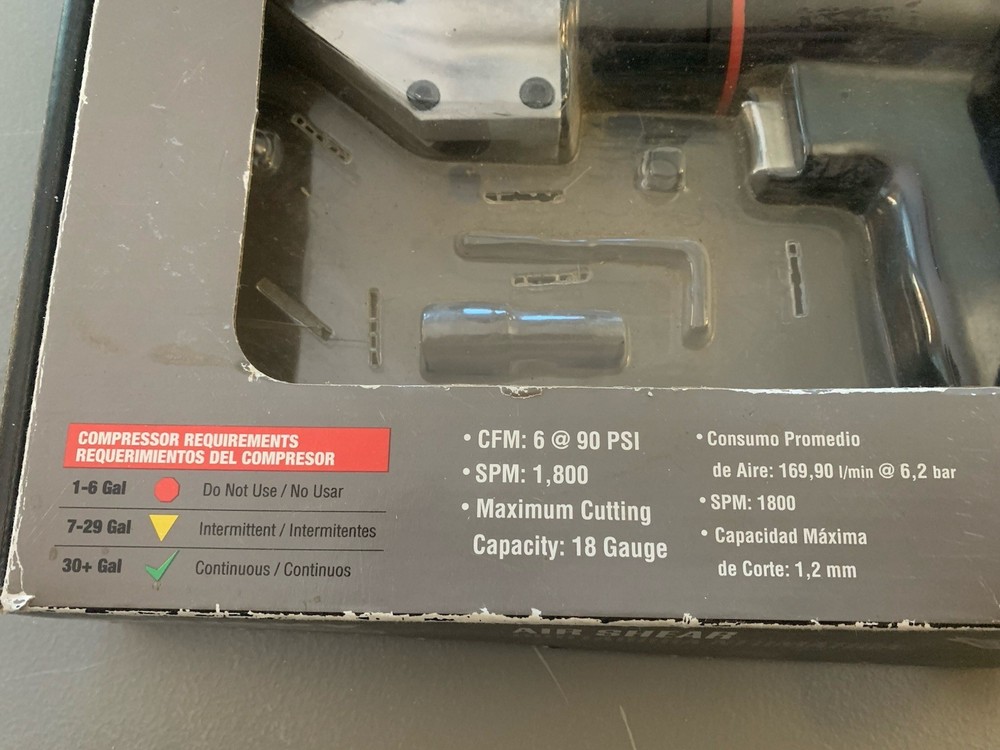 COMPRESSOR REQUIREMENTS
REQUERIMIENTOS DEL COMPRESOR
1-6 Gal Do Not Use / No Usar
7-29 Gal Intermittent / Intermitentes
30+ Gal Continuous / Continuos
• CFM: 6 @ 90 PSI
• SPM: 1,800
• Maximum Cutting
Capacity: 18 Gauge
• Consumo Promedio
de Aire: 169,90 l/min @ 6,2 bar
• SPM: 1800
• Capacidad Máxima
de Corte: 1,2 mm
AIR SHEAR